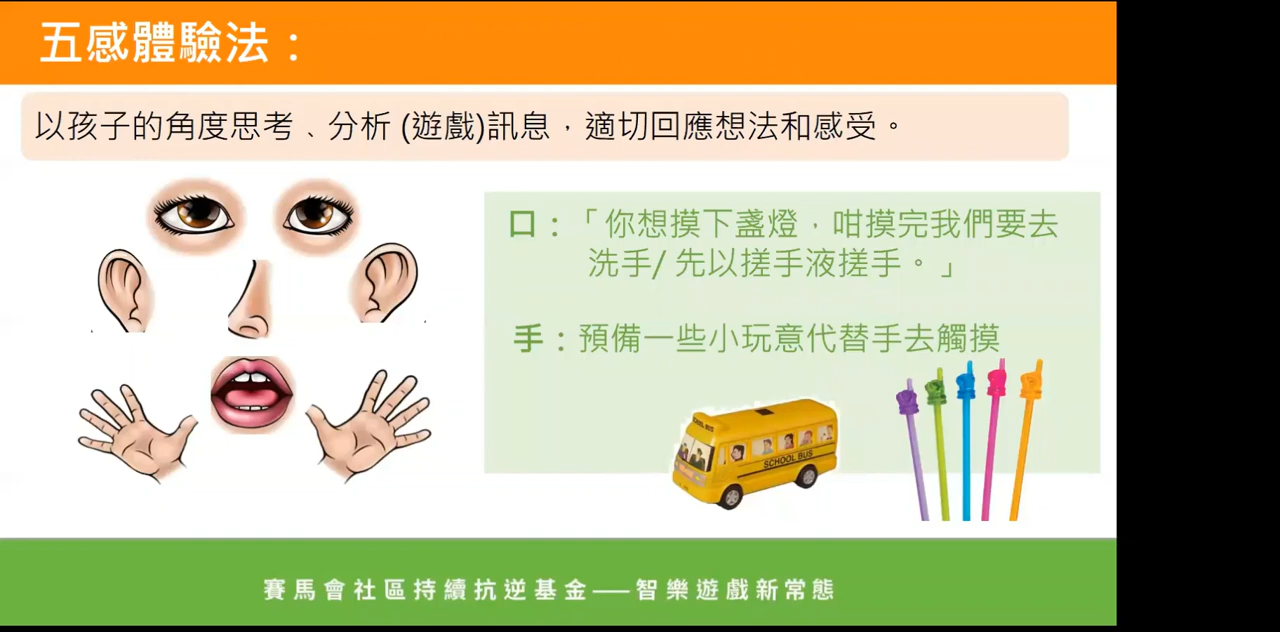 五感體驗法：
以孩子的角度思考、分析 (遊戲)訊息，適切回應想法和感受。
口：「你想摸下盞燈，咁摸完我們要去
洗手/ 先以搓手液搓手。」
手：預備一些小玩意代替手去觸摸
SCHOOL BUS
SCHOOL BUS
賽馬會社區持續抗逆基金——智樂遊戲新常態